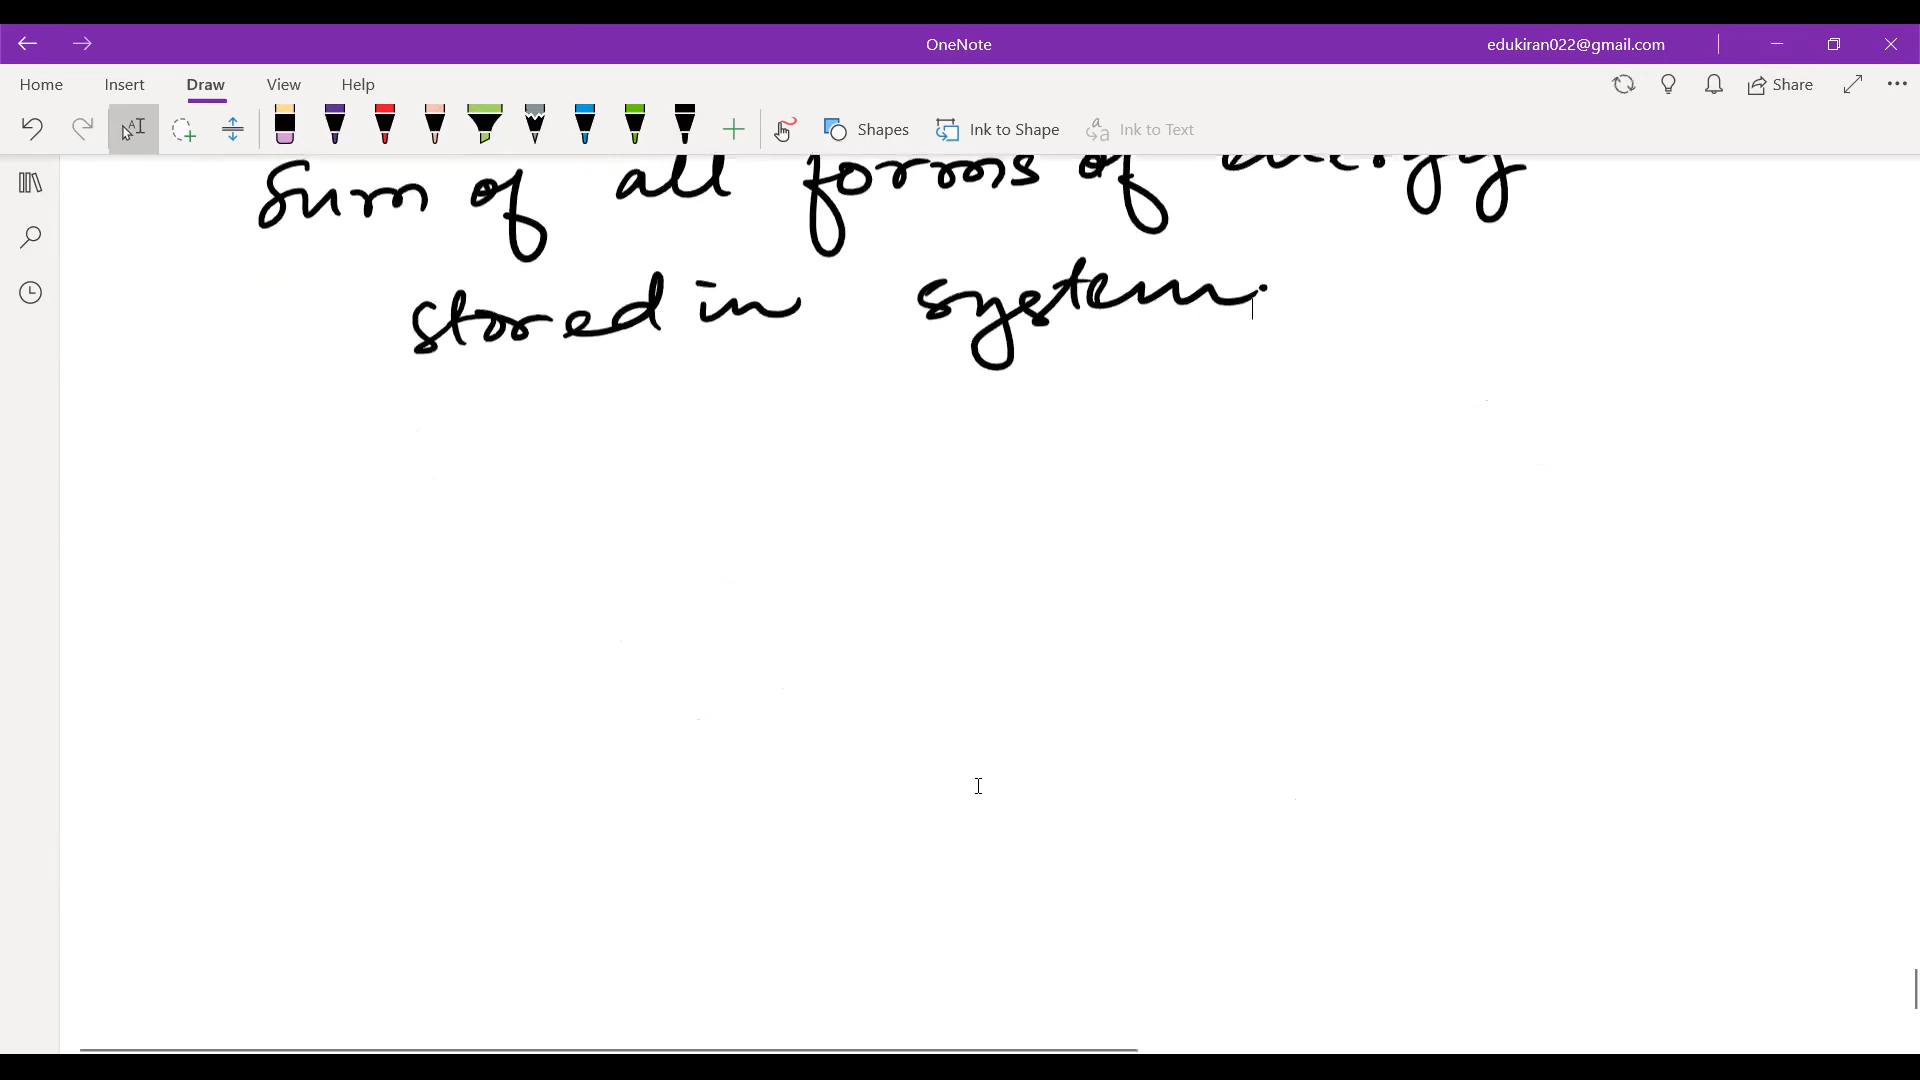 OneNote
edukiran022@gmail.com
Home Insert Draw View Help
Share
Shapes Ink to Shape Ink to Text
Sum of all forms of energy
stored in system.